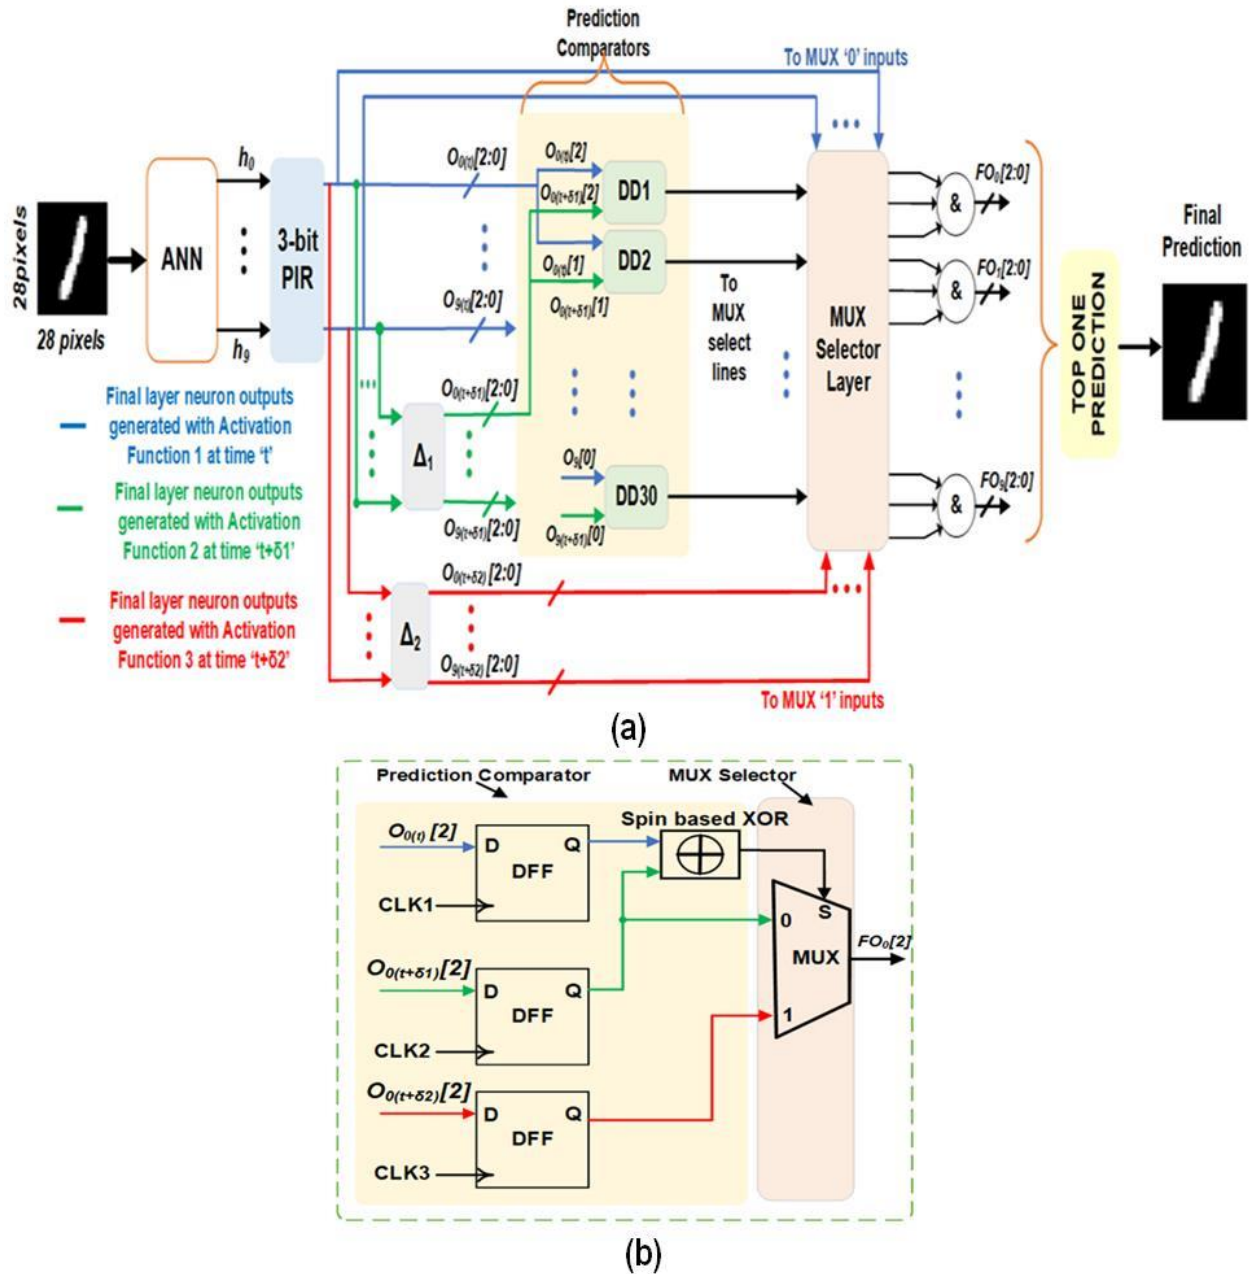 Prediction
Comparators
To MUX '0' inputs
28pixels
28 pixels
ANN
h0
h9
3-bit
PIR
O0(t)[2:0]
O9(t)[2:0]
O0(t)[2]
O0(t+δ1)[2]
DD1
O0(t)[1]
O0(t+δ1)[1]
DD2
To
MUX
select
lines
MUX
Selector
Layer
&
FO0[2:0]
&
FO1[2:0]
&
FO9[2:0]
TOP ONE
PREDICTION
Final
Prediction
Final layer neuron outputs
generated with Activation
Function 1 at time 't'
Final layer neuron outputs
generated with Activation
Function 2 at time 't+δ1'
Final layer neuron outputs
generated with Activation
Function 3 at time 't+δ2'
Δ1
O0(t+δ1)[2:0]
O9(t+δ1)[2:0]
O9[0]
O9(t+δ1)[0]
DD30
Δ2
O0(t+δ2)[2:0]
O9(t+δ2)[2:0]
To MUX '1' inputs
(a)
Prediction Comparator
MUX Selector
Spin based XOR
O0(t) [2]
D
Q
DFF
CLK1
O0(t+δ1)[2]
D
Q
DFF
CLK2
O0(t+δ2)[2]
D
Q
DFF
CLK3
S
0
MUX
1
FO0[2]
(b)